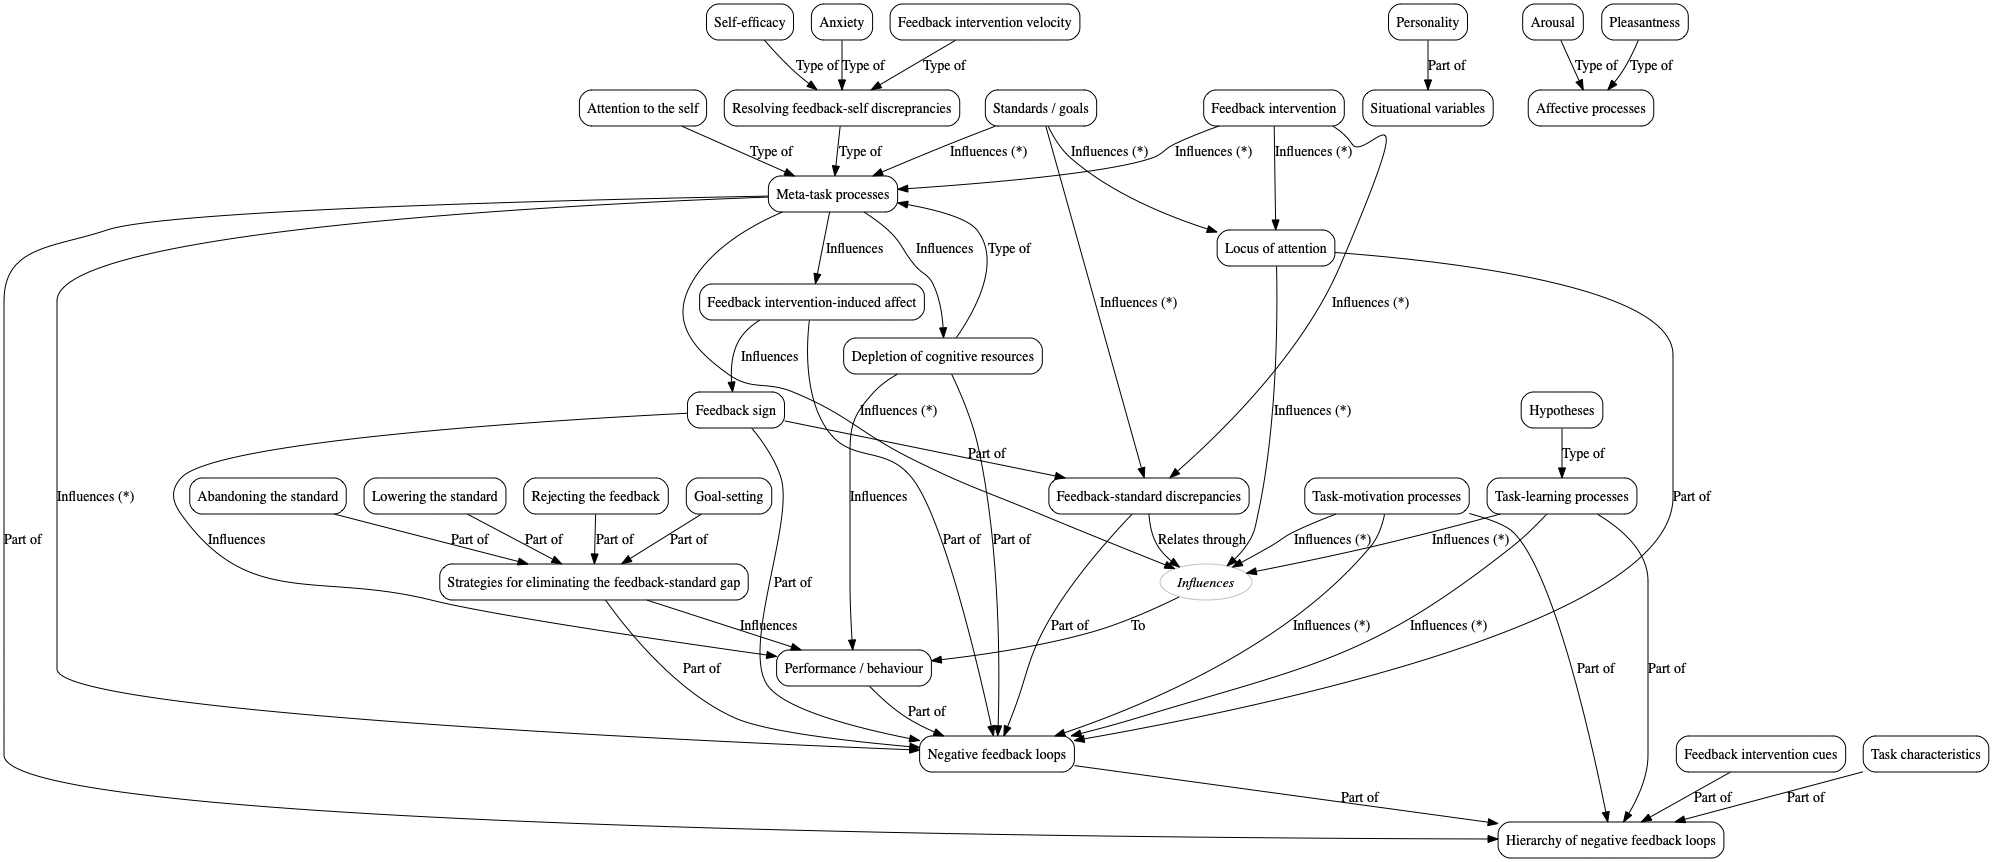 Self-efficacy
Anxiety
Feedback intervention velocity
Personality
Arousal
Pleasantness
Type of
Type of
Type of
Part of
Type of
Type of
Attention to the self
Resolving feedback-self discreprancies
Standards / goals
Feedback intervention
Situational variables
Affective processes
Type of
Type of
Influences (*)
Influences (*)
Influences (*)
Influences (*)
Meta-task processes
Influences
Influences
Type of
Locus of attention
Feedback intervention-induced affect
Influences (*)
Influences (*)
Influences
Depletion of cognitive resources
Feedback sign
Influences (*)
Influences (*)
Hypotheses
Part of
Type of
Influences (*)
Abandoning the standard
Lowering the standard
Rejecting the feedback
Goal-setting
Influences
Feedback-standard discrepancies
Task-motivation processes
Task-learning processes
Part of
Part of
Influences
Part of
Part of
Part of
Part of
Part of
Part of
Relates through
Influences (*)
Influences (*)
Strategies for eliminating the feedback-standard gap
Part of
Influences
Influences
Part of
To
Influences (*)
Influences (*)
Part of
Performance / behaviour
Part of
Part of
Part of
Negative feedback loops
Feedback intervention cues
Task characteristics
Part of
Part of
Part of
Hierarchy of negative feedback loops